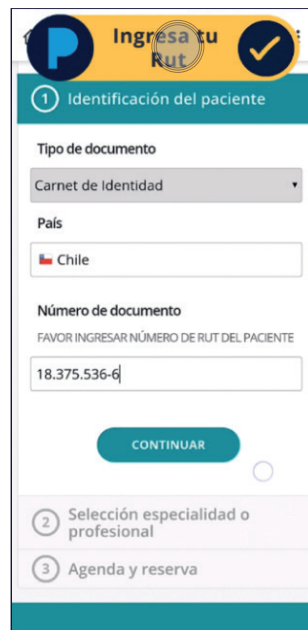 Ingresa tu
Rut
1 Identificación del paciente
Tipo de documento
Carnet de Identidad
País
Chile
Número de documento
FAVOR INGRESAR NÚMERO DE RUT DEL PACIENTE
18.375.536-6
CONTINUAR
2 Selección especialidad o
profesional
3 Agenda y reserva